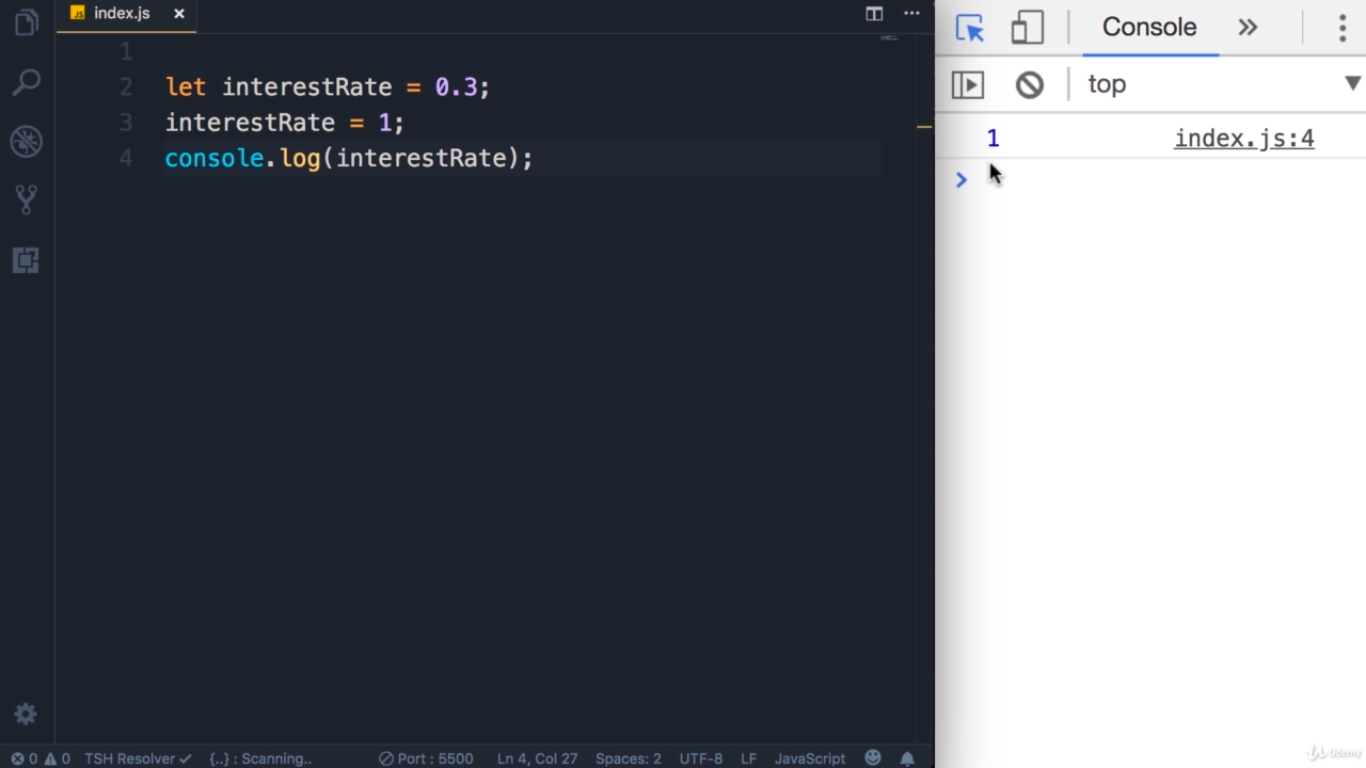 JS index.js ×
1
2 let interestRate = 0.3;
3 interestRate = 1;
4 console.log(interestRate);
Console »
top
1 index.js:4
>
0 0 TSH Resolver ✓ {..} : Scanning.. Port : 5500 Ln 4, Col 27 Spaces: 2 UTF-8 LF JavaScript
Udemy